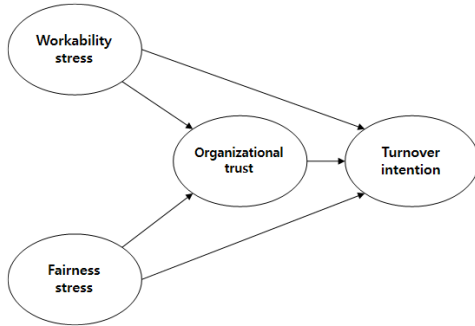 Workability
stress
Organizational
trust
Turnover
intention
Fairness
stress